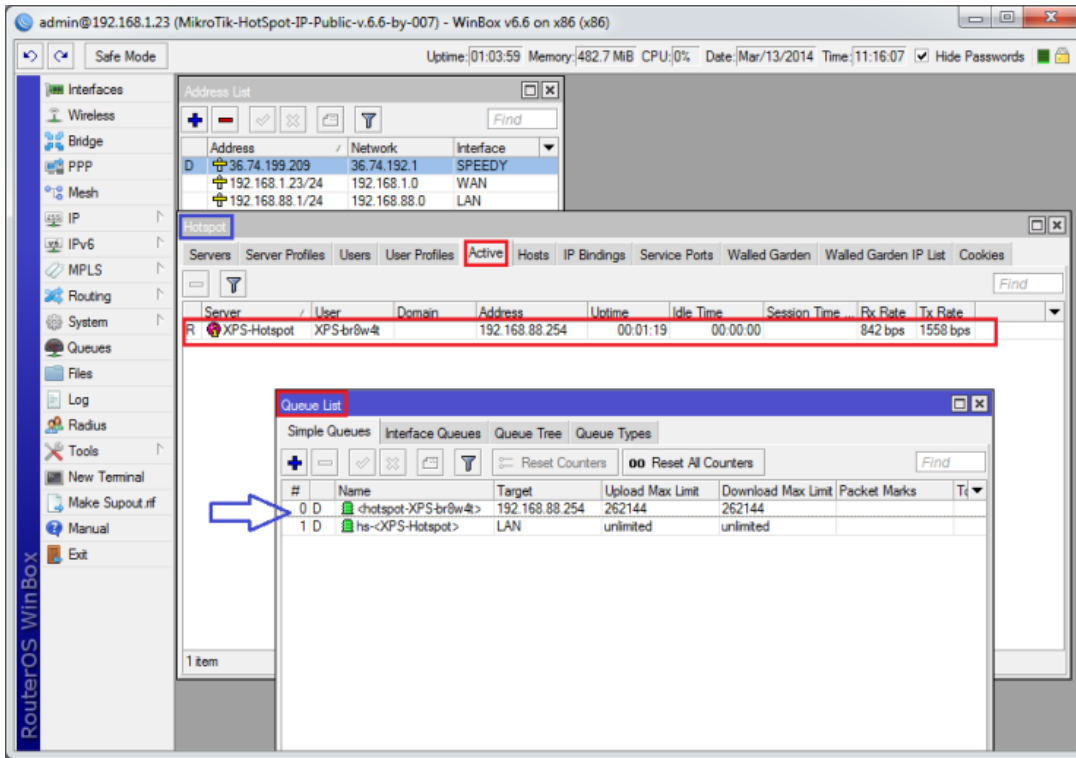 admin@192.168.1.23 (MikroTik-HotSpot-IP-Public-v.6.6-by-007) - WinBox v6.6 on x86 (x86)
Safe Mode
Uptime: 01:03:59 Memory: 482.7 MiB CPU: 0% Date: Mar/13/2014 Time: 11:16:07 Hide Passwords
Interfaces
Wireless
Bridge
PPP
Mesh
IP
IPv6
MPLS
Routing
System
Queues
Files
Log
Radius
Tools
New Terminal
Make Supout.rif
Manual
Exit
RouterOS WinBox
Address List
Find
Address Network Interface
D 36.74.199.209 36.74.192.1 SPEEDY
192.168.1.23/24 192.168.1.0 WAN
192.168.88.1/24 192.168.88.0 LAN
Hotspot
Servers Server Profiles Users User Profiles Active Hosts IP Bindings Service Ports Walled Garden Walled Garden IP List Cookies
Find
Server User Domain Address Uptime Idle Time Session Time ... Rx Rate Tx Rate
R XPS-Hotspot XPS-br8w4t 192.168.88.254 00:01:19 00:00:00 842 bps 1558 bps
1 item
Queue List
Simple Queues Interface Queues Queue Tree Queue Types
Reset Counters 00 Reset All Counters Find
# Name Target Upload Max Limit Download Max Limit Packet Marks
0 D <hotspot-XPS-br8w4t> 192.168.88.254 262144 262144
1 D hs-<XPS-Hotspot> LAN unlimited unlimited